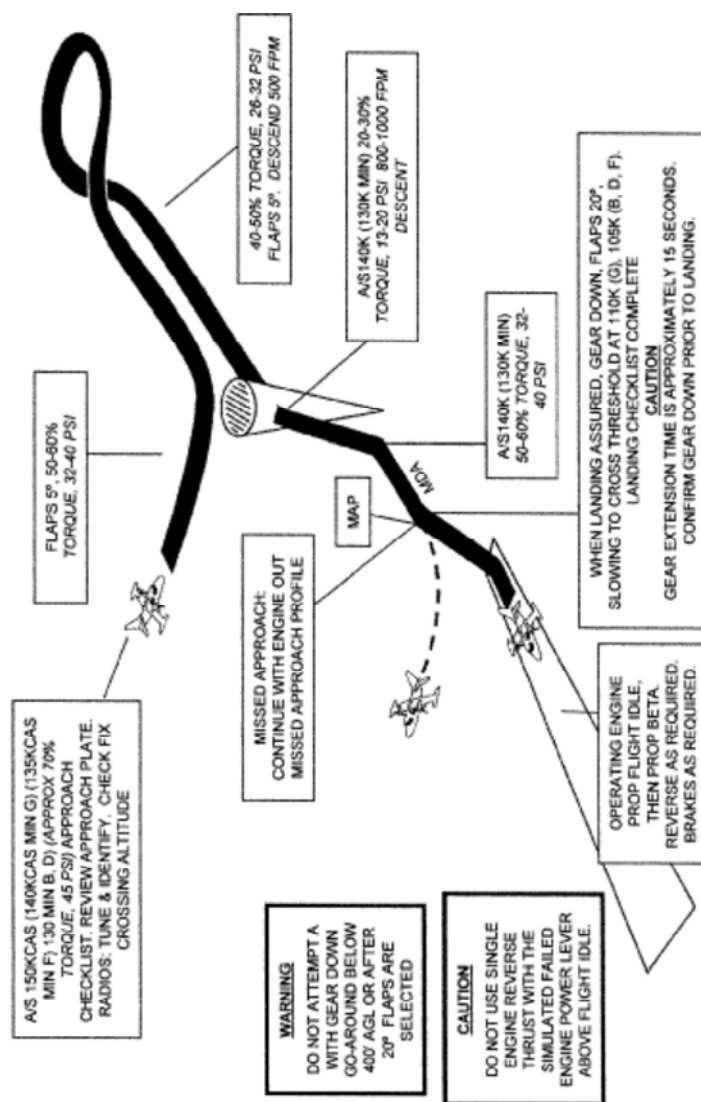 A/S 150KCAS (140KCAS MIN G) (135KCAS
MIN F) 130 MIN B, D) (APPROX 70%
TORQUE, 45 PSI) APPROACH
CHECKLIST. REVIEW APPROACH PLATE.
RADIOS: TUNE & IDENTIFY. CHECK FIX
CROSSING ALTITUDE
FLAPS 5°, 50-60%
TORQUE, 32-40 PSI
40-50% TORQUE, 26-32 PSI
FLAPS 5°. DESCEND 500 FPM
A/S140K (130K MIN) 20-30%
TORQUE, 13-20 PSI 800-1000 FPM
DESCENT
A/S140K (130K MIN)
50-60% TORQUE, 32-
40 PSI
MDA
MAP
MISSED APPROACH:
CONTINUE WITH ENGINE OUT
MISSED APPROACH PROFILE
WHEN LANDING ASSURED, GEAR DOWN, FLAPS 20°,
SLOWING TO CROSS THRESHOLD AT 110K (G), 105K (B, D, F).
LANDING CHECKLIST COMPLETE
CAUTION
GEAR EXTENSION TIME IS APPROXIMATELY 15 SECONDS.
CONFIRM GEAR DOWN PRIOR TO LANDING.
OPERATING ENGINE
PROP FLIGHT IDLE,
THEN PROP BETA.
REVERSE AS REQUIRED.
BRAKES AS REQUIRED.
WARNING
DO NOT ATTEMPT A
WITH GEAR DOWN
GO-AROUND BELOW
400' AGL OR AFTER
20° FLAPS ARE
SELECTED
CAUTION
DO NOT USE SINGLE
ENGINE REVERSE
THRUST WITH THE
SIMULATED FAILED
ENGINE POWER LEVER
ABOVE FLIGHT IDLE.